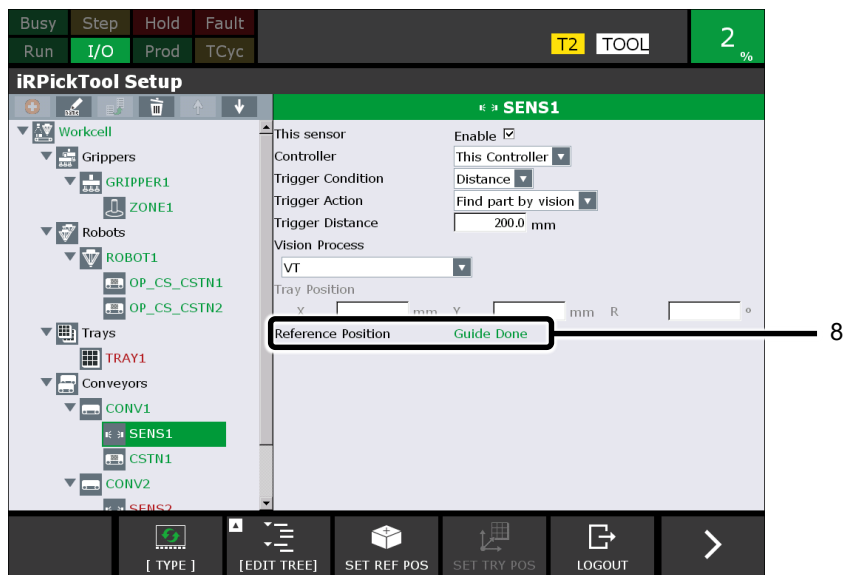 Busy Step Hold Fault
Run I/O Prod TCyc
T2 TOOL
2 %
iRPickTool Setup
SENS1
Workcell
Grippers
GRIPPER1
ZONE1
Robots
ROBOT1
OP_CS_CSTN1
OP_CS_CSTN2
Trays
TRAY1
Conveyors
CONV1
SENS1
CSTN1
CONV2
SENS2
This sensor Enable
Controller This Controller
Trigger Condition Distance
Trigger Action Find part by vision
Trigger Distance 200.0 mm
Vision Process
VT
Tray Position
X mm Y mm R °
Reference Position Guide Done
8
[ TYPE ] [EDIT TREE] SET REF POS SET TRY POS LOGOUT